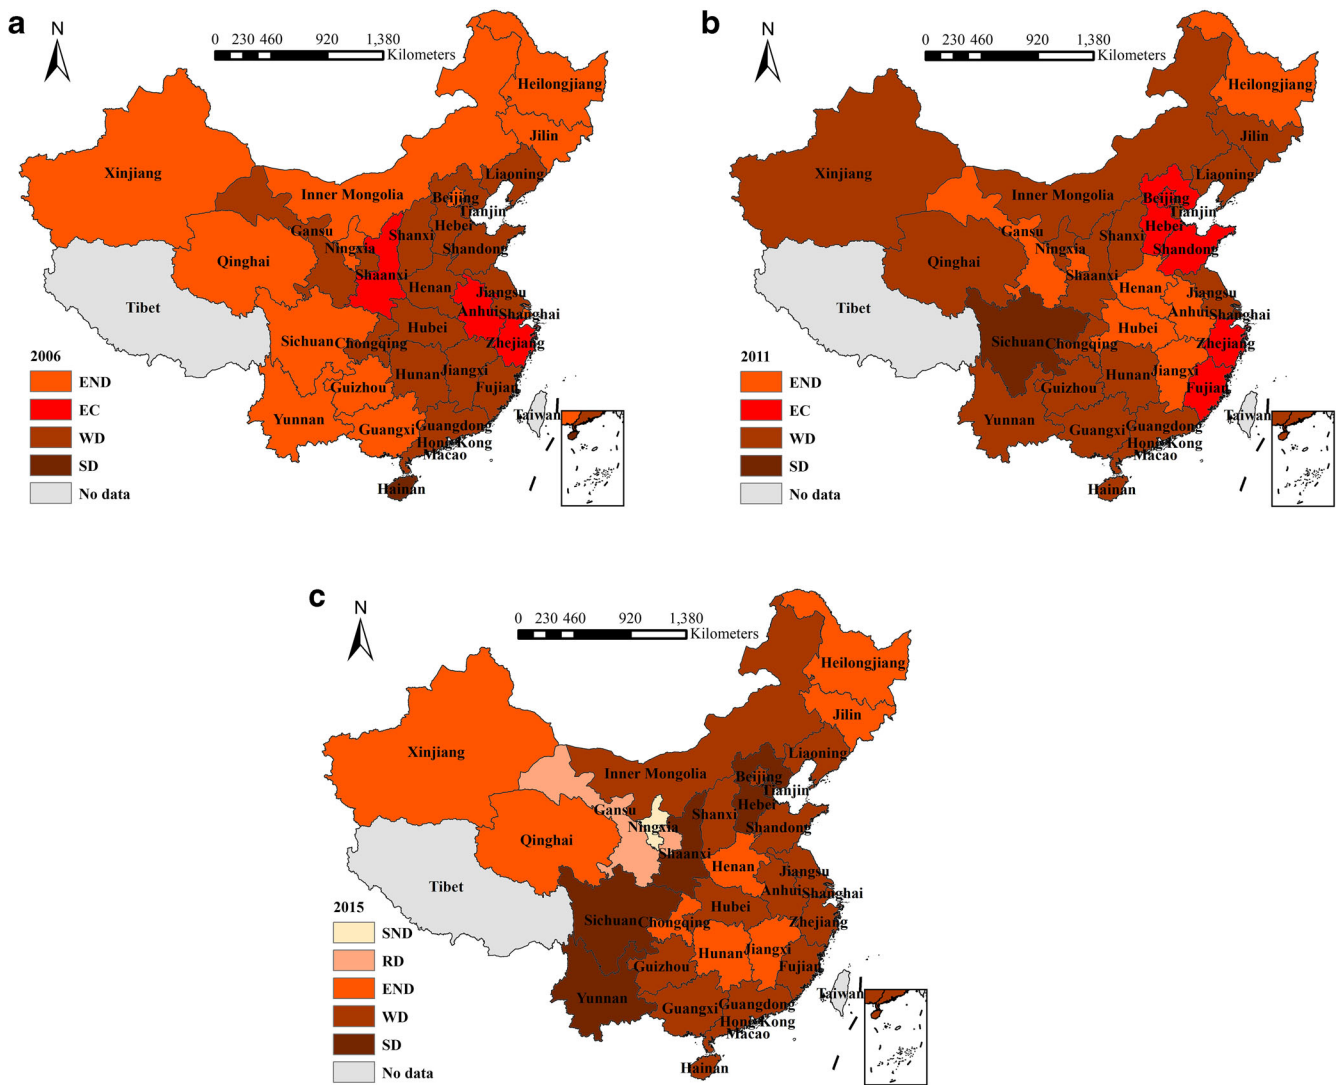 a
N
0 230 460 920 1,380
Kilometers
Heilongjiang
Jilin
Xinjiang
Liaoning
Inner Mongolia
Beijing
Tianjin
Gansu
Shanxi
Heber
Ningxia
Shandong
Qinghai
Shaanxi
Henan
Jiangsu
Tibet
Anhui
Shanghai
Hubei
Sichuan
Chongqing
Zhejiang
Hunan
Jiangxi
Guizhou
Fujian
Yunnan
Taiwan
Guangxi
Guangdong
Hong Kong
Macao
Hainan
2006
END
EC
WD
SD
No data
b
N
0 230 460 920 1,380
Kilometers
Heilongjiang
Jilin
Xinjiang
Liaoning
Inner Mongolia
Beijing
Tianjin
Gansu
Shanxi
Heber
Ningxia
Shandong
Qinghai
Shaanxi
Henan
Jiangsu
Tibet
Anhui
Shanghai
Hubei
Sichuan
Chongqing
Zhejiang
Hunan
Jiangxi
Guizhou
Fujian
Yunnan
Taiwan
Guangxi
Guangdong
Hong Kong
Macao
Hainan
2011
END
EC
WD
SD
No data
c
N
0 230 460 920 1,380
Kilometers
Heilongjiang
Jilin
Xinjiang
Liaoning
Inner Mongolia
Beijing
Tianjin
Gansu
Shanxi
Heber
Ningxia
Shandong
Qinghai
Shaanxi
Henan
Jiangsu
Tibet
Anhui
Shanghai
Hubei
Sichuan
Chongqing
Zhejiang
Hunan
Jiangxi
Guizhou
Fujian
Yunnan
Taiwan
Guangxi
Guangdong
Hong Kong
Macao
Hainan
2015
SND
RD
END
WD
SD
No data